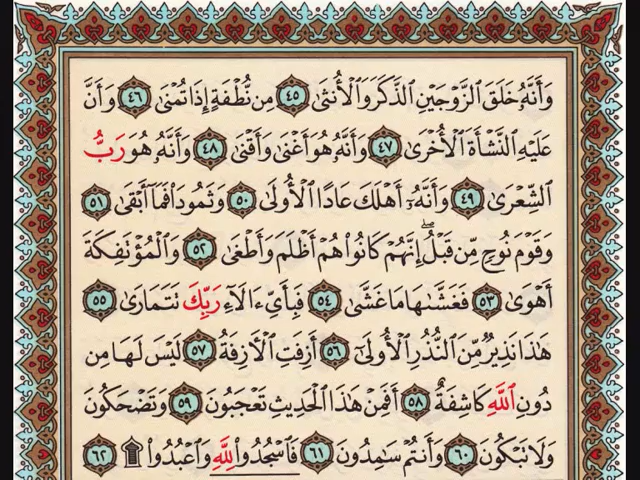 وَأَنَّهُۥ خَلَقَ ٱلزَّوْجَيْنِ ٱلذَّكَرَ وَٱلْأُنثَىٰ ٤٥ مِن نُّطْفَةٍ إِذَا تُمْنَىٰ ٤٦ وَأَنَّ
عَلَيْهِ ٱلنَّشْأَةَ ٱلْأُخْرَىٰ ٤٧ وَأَنَّهُۥ هُوَ أَغْنَىٰ وَأَقْنَىٰ ٤٨ وَأَنَّهُۥ هُوَ رَبُّ
ٱلشِّعْرَىٰ ٤٩ وَأَنَّهُۥٓ أَهْلَكَ عَادًا ٱلْأُولَىٰ ٥٠ وَثَمُودَا۟ فَمَآ أَبْقَىٰ ٥١
وَقَوْمَ نُوحٍ مِّن قَبْلُ ۖ إِنَّهُمْ كَانُوا۟ هُمْ أَظْلَمَ وَأَطْغَىٰ ٥٢ وَٱلْمُؤْتَفِكَةَ
أَهْوَىٰ ٥٣ فَغَشَّىٰهَا مَا غَشَّىٰ ٥٤ فَبِأَىِّ ءَالَآءِ رَبِّكَ تَتَمَارَىٰ ٥٥
هَٰذَا نَذِيرٌ مِّنَ ٱلنُّذُرِ ٱلْأُولَىٰٓ ٥٦ أَزِفَتِ ٱلْـَٔازِفَةُ ٥٧ لَيْسَ لَهَا مِن
دُونِ ٱللَّهِ كَاشِفَةٌ ٥٨ أَفَمِنْ هَٰذَا ٱلْحَدِيثِ تَعْجَبُونَ ٥٩ وَتَضْحَكُونَ
وَلَا تَبْكُونَ ٦٠ وَأَنتُمْ سَٰمِدُونَ ٦١ فَٱسْجُدُوا۟ لِلَّهِ وَٱعْبُدُوا۟ ۩ ٦٢